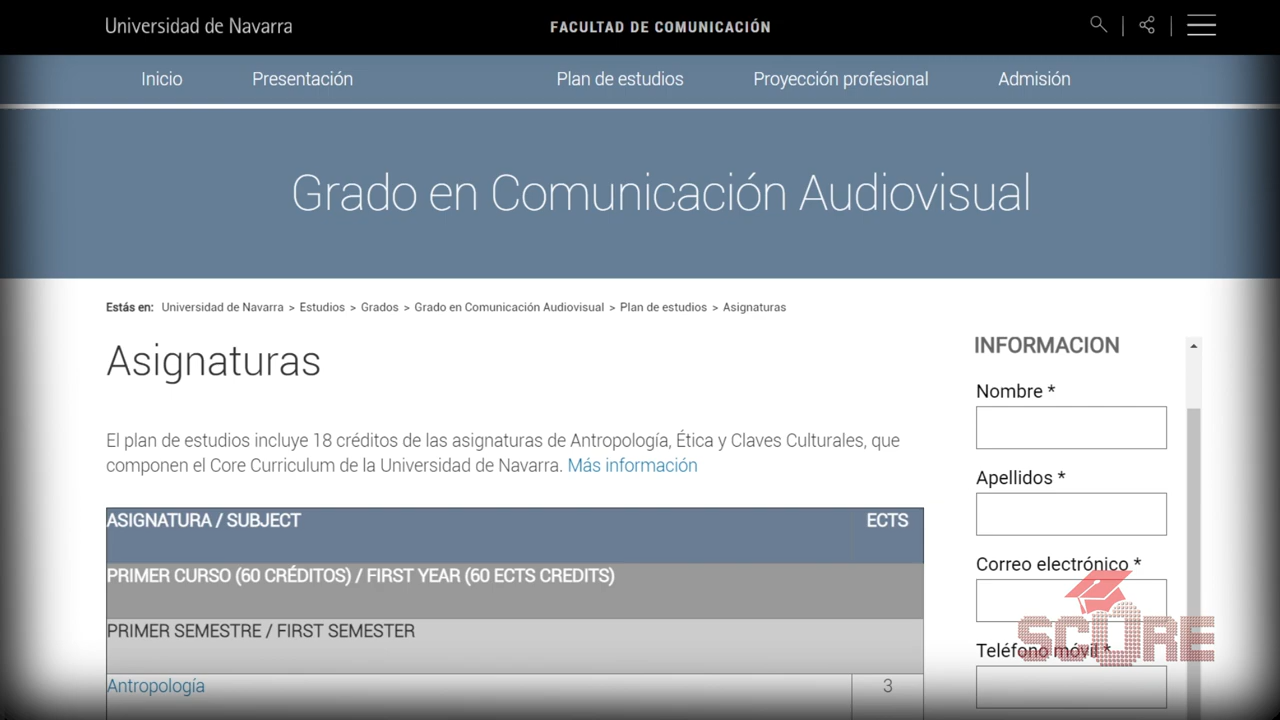 Universidad de Navarra
FACULTAD DE COMUNICACIÓN
Inicio
Presentación
Plan de estudios
Proyección profesional
Admisión
Grado en Comunicación Audiovisual
Estás en: Universidad de Navarra > Estudios > Grados > Grado en Comunicación Audiovisual > Plan de estudios > Asignaturas
Asignaturas
El plan de estudios incluye 18 créditos de las asignaturas de Antropología, Ética y Claves Culturales, que
componen el Core Curriculum de la Universidad de Navarra. Más información
ASIGNATURA / SUBJECT ECTS
PRIMER CURSO (60 CRÉDITOS) / FIRST YEAR (60 ECTS CREDITS)
PRIMER SEMESTRE / FIRST SEMESTER
Antropología 3
INFORMACION
Nombre *
Apellidos *
Correo electrónico *
Teléfono móvil *
SCURE